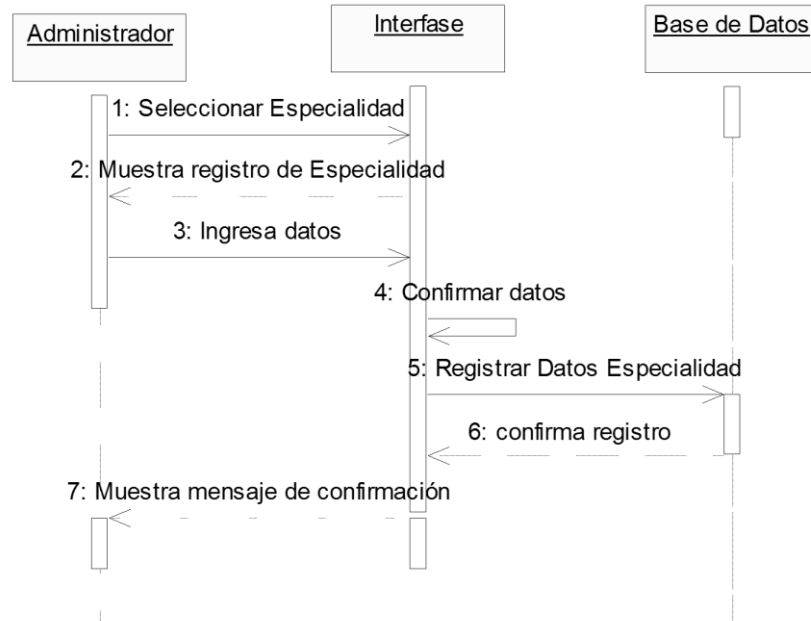 Administrador
Interfase
Base de Datos
1: Seleccionar Especialidad
2: Muestra registro de Especialidad
3: Ingresa datos
4: Confirmar datos
5: Registrar Datos Especialidad
6: confirma registro
7: Muestra mensaje de confirmación